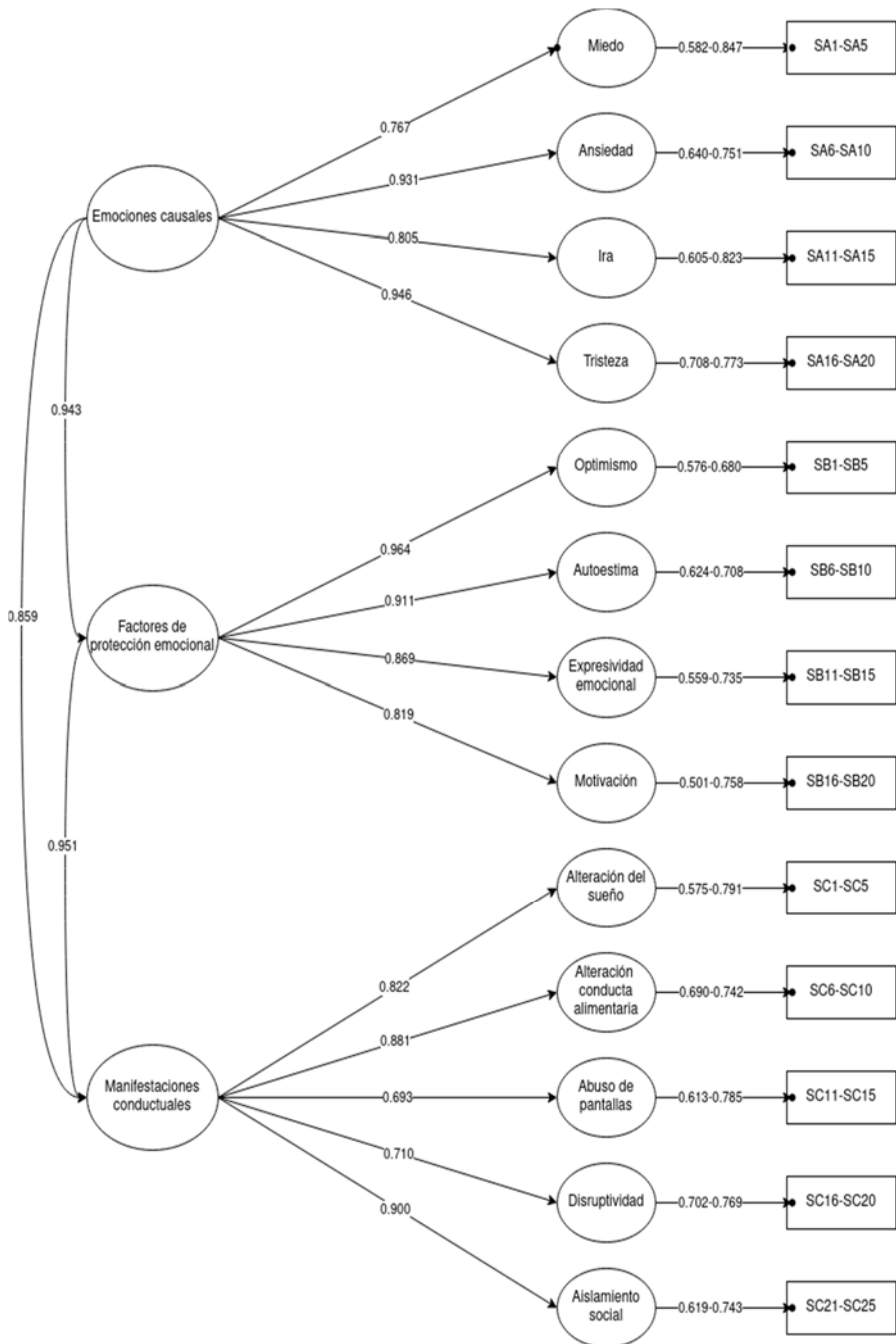 Miedo
0.582-0.847
SA1-SA5
0.767
Ansiedad
0.640-0.751
SA6-SA10
0.931
Emociones causales
0.805
Ira
0.605-0.823
SA11-SA15
0.946
Tristeza
0.708-0.773
SA16-SA20
0.943
Optimismo
0.576-0.680
SB1-SB5
0.964
Autoestima
0.624-0.708
SB6-SB10
0.911
0.859
Factores de
protección emocional
0.869
Expresividad
emocional
0.559-0.735
SB11-SB15
0.819
Motivación
0.501-0.758
SB16-SB20
0.951
Alteración del
sueño
0.575-0.791
SC1-SC5
0.822
Alteración
conducta
alimentaria
0.690-0.742
SC6-SC10
0.881
Manifestaciones
conductuales
0.693
Abuso de
pantallas
0.613-0.785
SC11-SC15
0.710
Disruptividad
0.702-0.769
SC16-SC20
0.900
Aislamiento
social
0.619-0.743
SC21-SC25